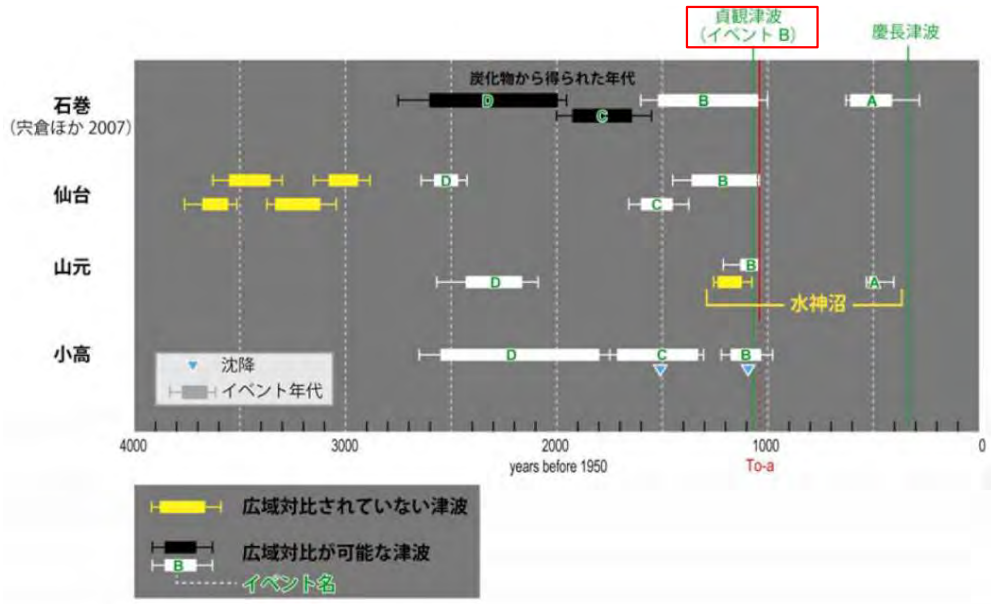 貞観津波
（イベント B）
慶長津波
炭化物から得られた年代
石巻
（宍倉ほか 2007）
D
B
A
C
仙台
D
B
C
山元
B
D
A
水神沼
小高
D
C
B
沈降
イベント年代
4000
3000
2000
1000
0
years before 1950
To-a
広域対比されていない津波
広域対比が可能な津波
B
イベント名